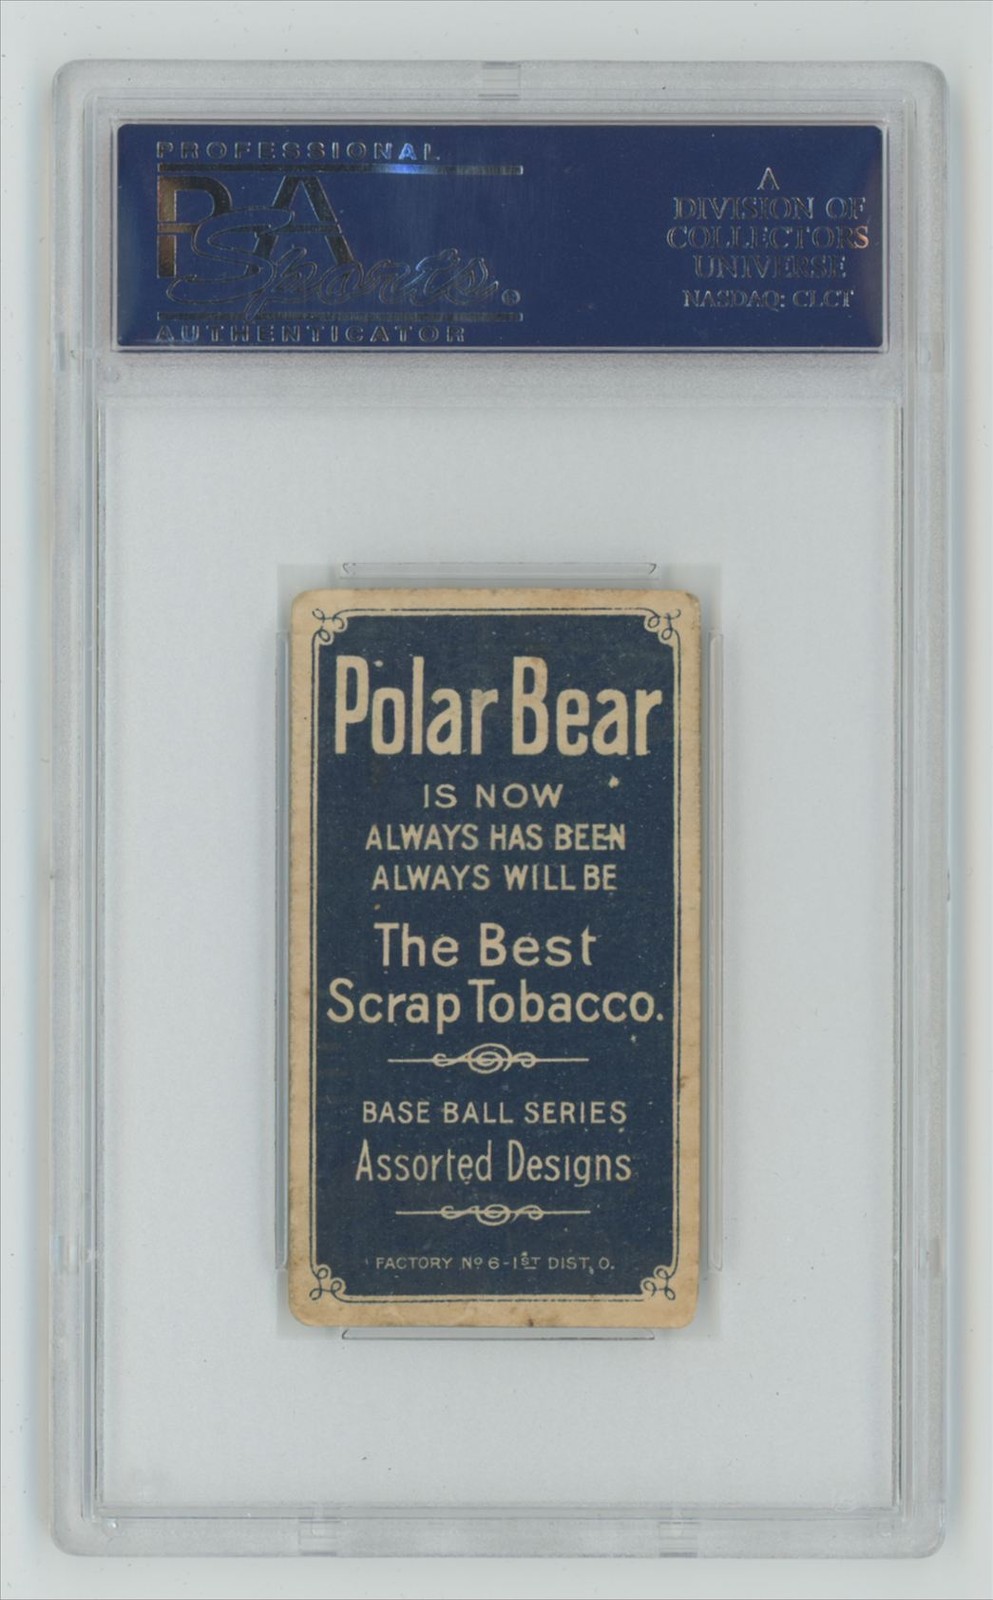 PROFESSIONAL
PSA
Sports
AUTHENTICATOR
A
DIVISION OF
COLLECTORS
UNIVERSE
NASDAQ: CLCT
Polar Bear
IS NOW
ALWAYS HAS BEEN
ALWAYS WILL BE
The Best
Scrap Tobacco.
BASE BALL SERIES
Assorted Designs
FACTORY Nº 6-1ST DIST, O.